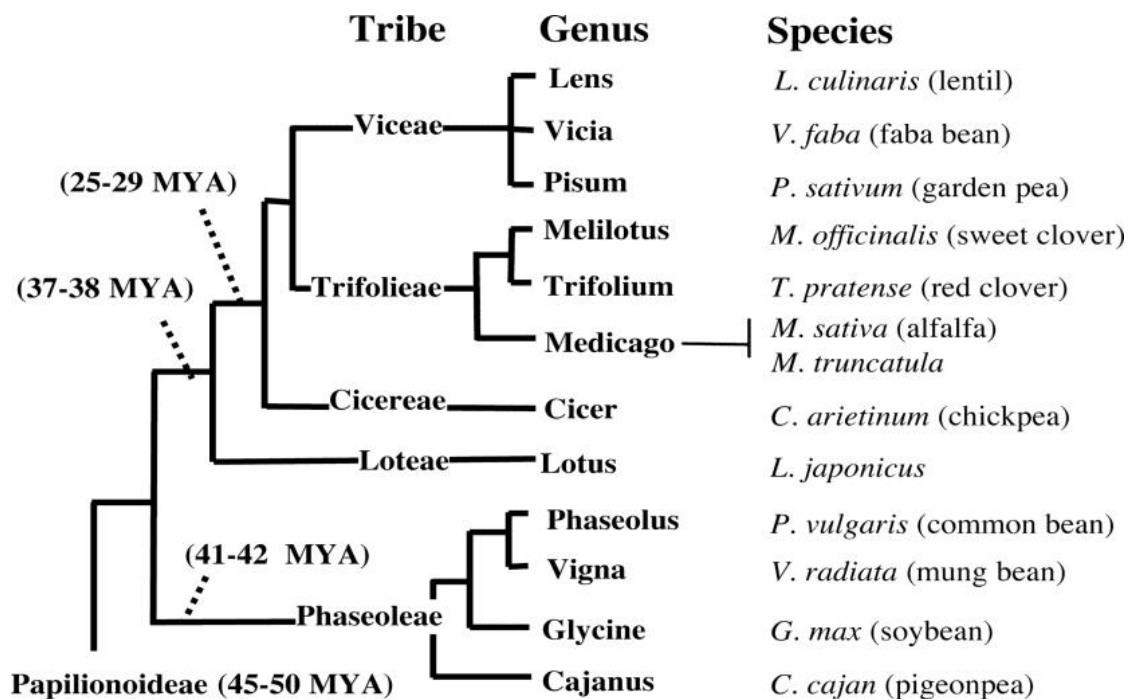 Tribe Genus Species
Lens L. culinaris (lentil)
Viceae Vicia V. faba (faba bean)
(25-29 MYA)
Pisum P. sativum (garden pea)
Melilotus M. officinalis (sweet clover)
(37-38 MYA) Trifolieae Trifolium T. pratense (red clover)
Medicago M. sativa (alfalfa)
M. truncatula
Cicereae Cicer C. arietinum (chickpea)
Loteae Lotus L. japonicus
Phaseolus P. vulgaris (common bean)
(41-42 MYA)
Vigna V. radiata (mung bean)
Phaseoleae Glycine G. max (soybean)
Papilionoideae (45-50 MYA) Cajanus C. cajan (pigeonpea)